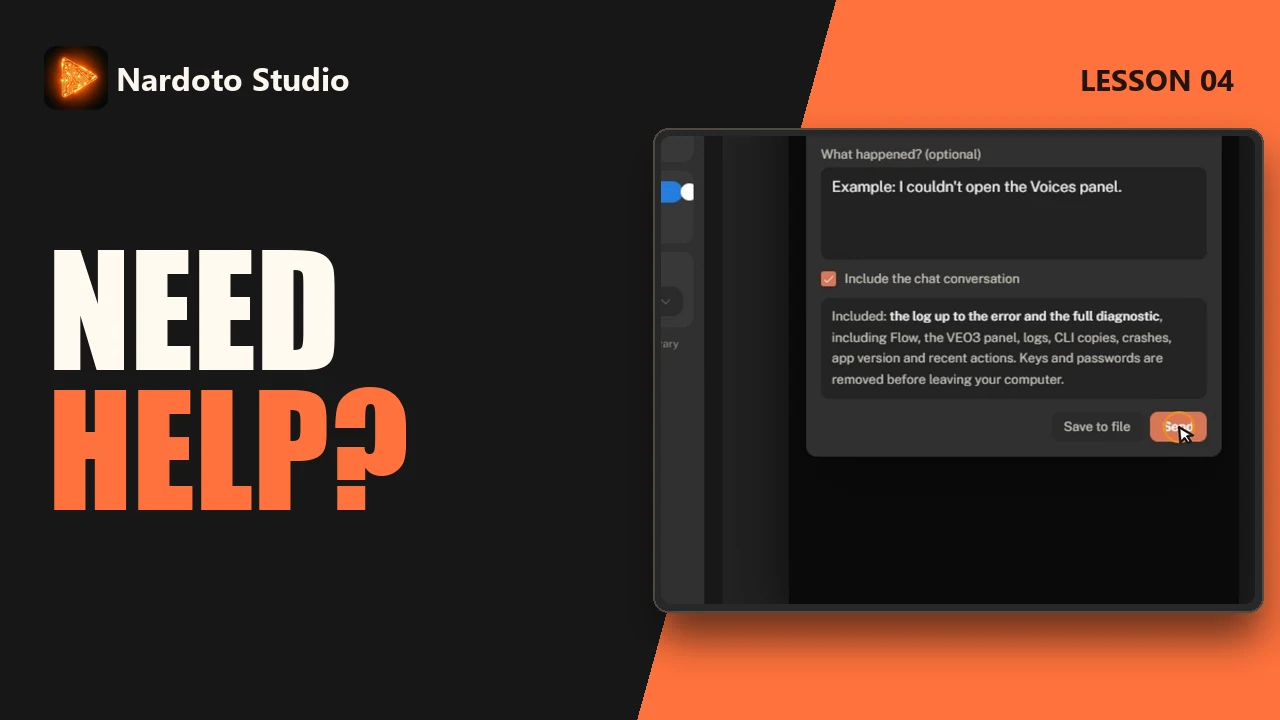 Nardoto Studio
LESSON 04
NEED
HELP?
What happened? (optional)
Example: I couldn't open the Voices panel.
Include the chat conversation
Included: the log up to the error and the full diagnostic,
including Flow, the VEO3 panel, logs, CLI copies, crashes,
app version and recent actions. Keys and passwords are
removed before leaving your computer.
Save to file
Send